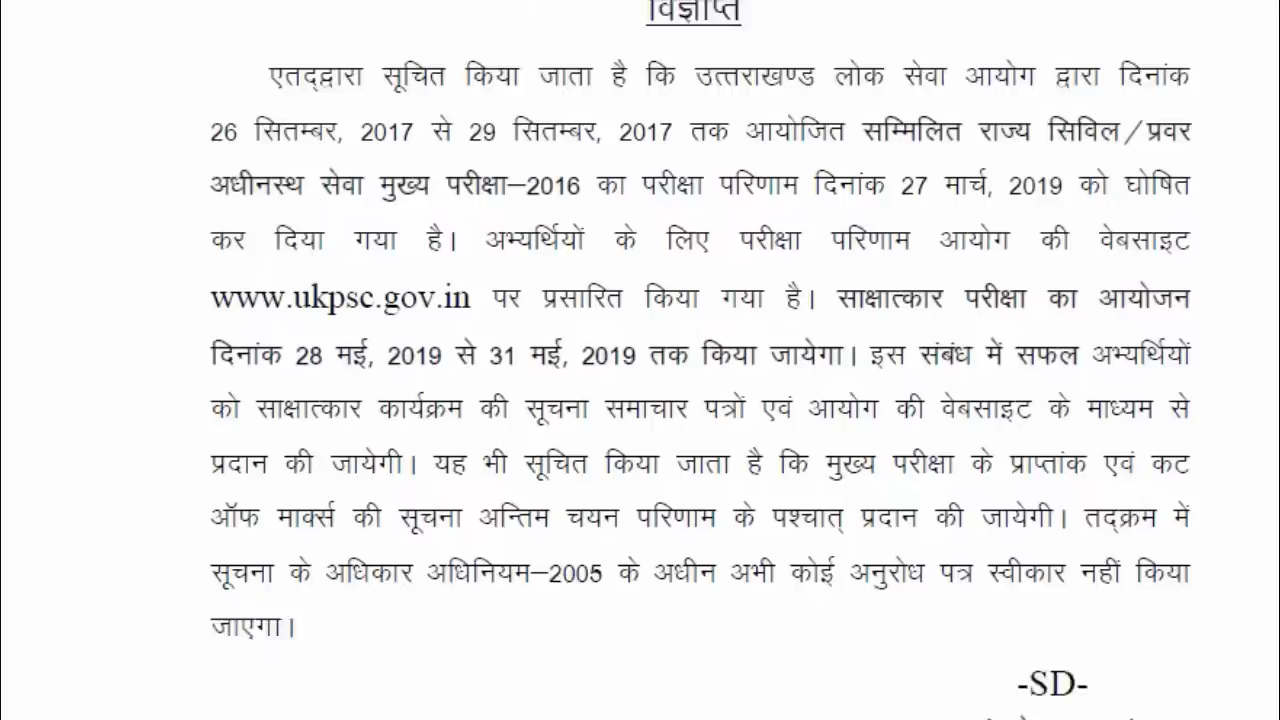 विज्ञप्ति
एतद्द्वारा सूचित किया जाता है कि उत्तराखण्ड लोक सेवा आयोग द्वारा दिनांक
26 सितम्बर, 2017 से 29 सितम्बर, 2017 तक आयोजित सम्मिलित राज्य सिविल/प्रवर
अधीनस्थ सेवा मुख्य परीक्षा–2016 का परीक्षा परिणाम दिनांक 27 मार्च, 2019 को घोषित
कर दिया गया है। अभ्यर्थियों के लिए परीक्षा परिणाम आयोग की वेबसाइट
www.ukpsc.gov.in पर प्रसारित किया गया है। साक्षात्कार परीक्षा का आयोजन
दिनांक 28 मई, 2019 से 31 मई, 2019 तक किया जायेगा। इस संबंध में सफल अभ्यर्थियों
को साक्षात्कार कार्यक्रम की सूचना समाचार पत्रों एवं आयोग की वेबसाइट के माध्यम से
प्रदान की जायेगी। यह भी सूचित किया जाता है कि मुख्य परीक्षा के प्राप्तांक एवं कट
ऑफ मार्क्स की सूचना अन्तिम चयन परिणाम के पश्चात् प्रदान की जायेगी। तद्क्रम में
सूचना के अधिकार अधिनियम–2005 के अधीन अभी कोई अनुरोध पत्र स्वीकार नहीं किया
जाएगा।
-SD-